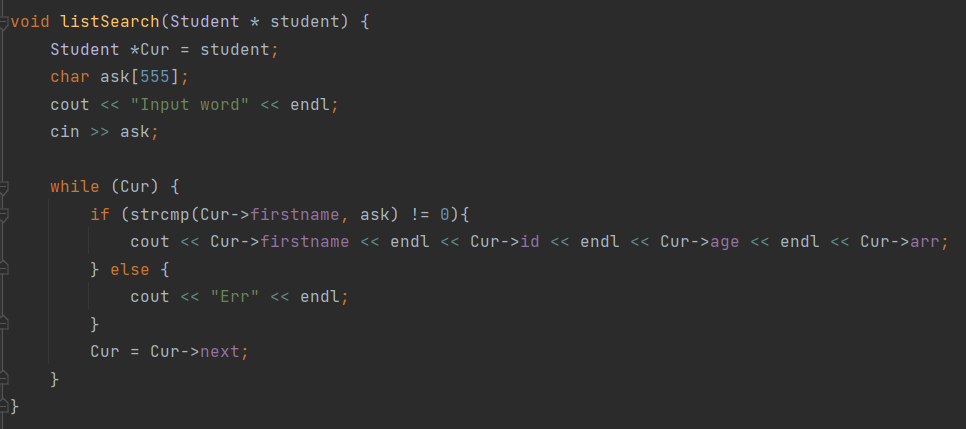 void listSearch(Student * student) {
    Student *Cur = student;
    char ask[555];
    cout << "Input word" << endl;
    cin >> ask;

    while (Cur) {
        if (strcmp(Cur->firstname, ask) != 0){
            cout << Cur->firstname << endl << Cur->id << endl << Cur->age << endl << Cur->arr;
        } else {
            cout << "Err" << endl;
        }
        Cur = Cur->next;
    }
}